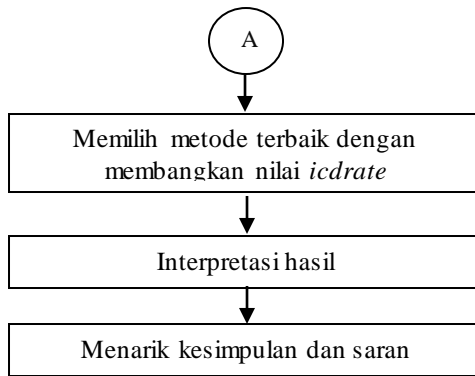 A
Memilih metode terbaik dengan
membangkan nilai icdrate
Interpretasi hasil
Menarik kesimpulan dan saran